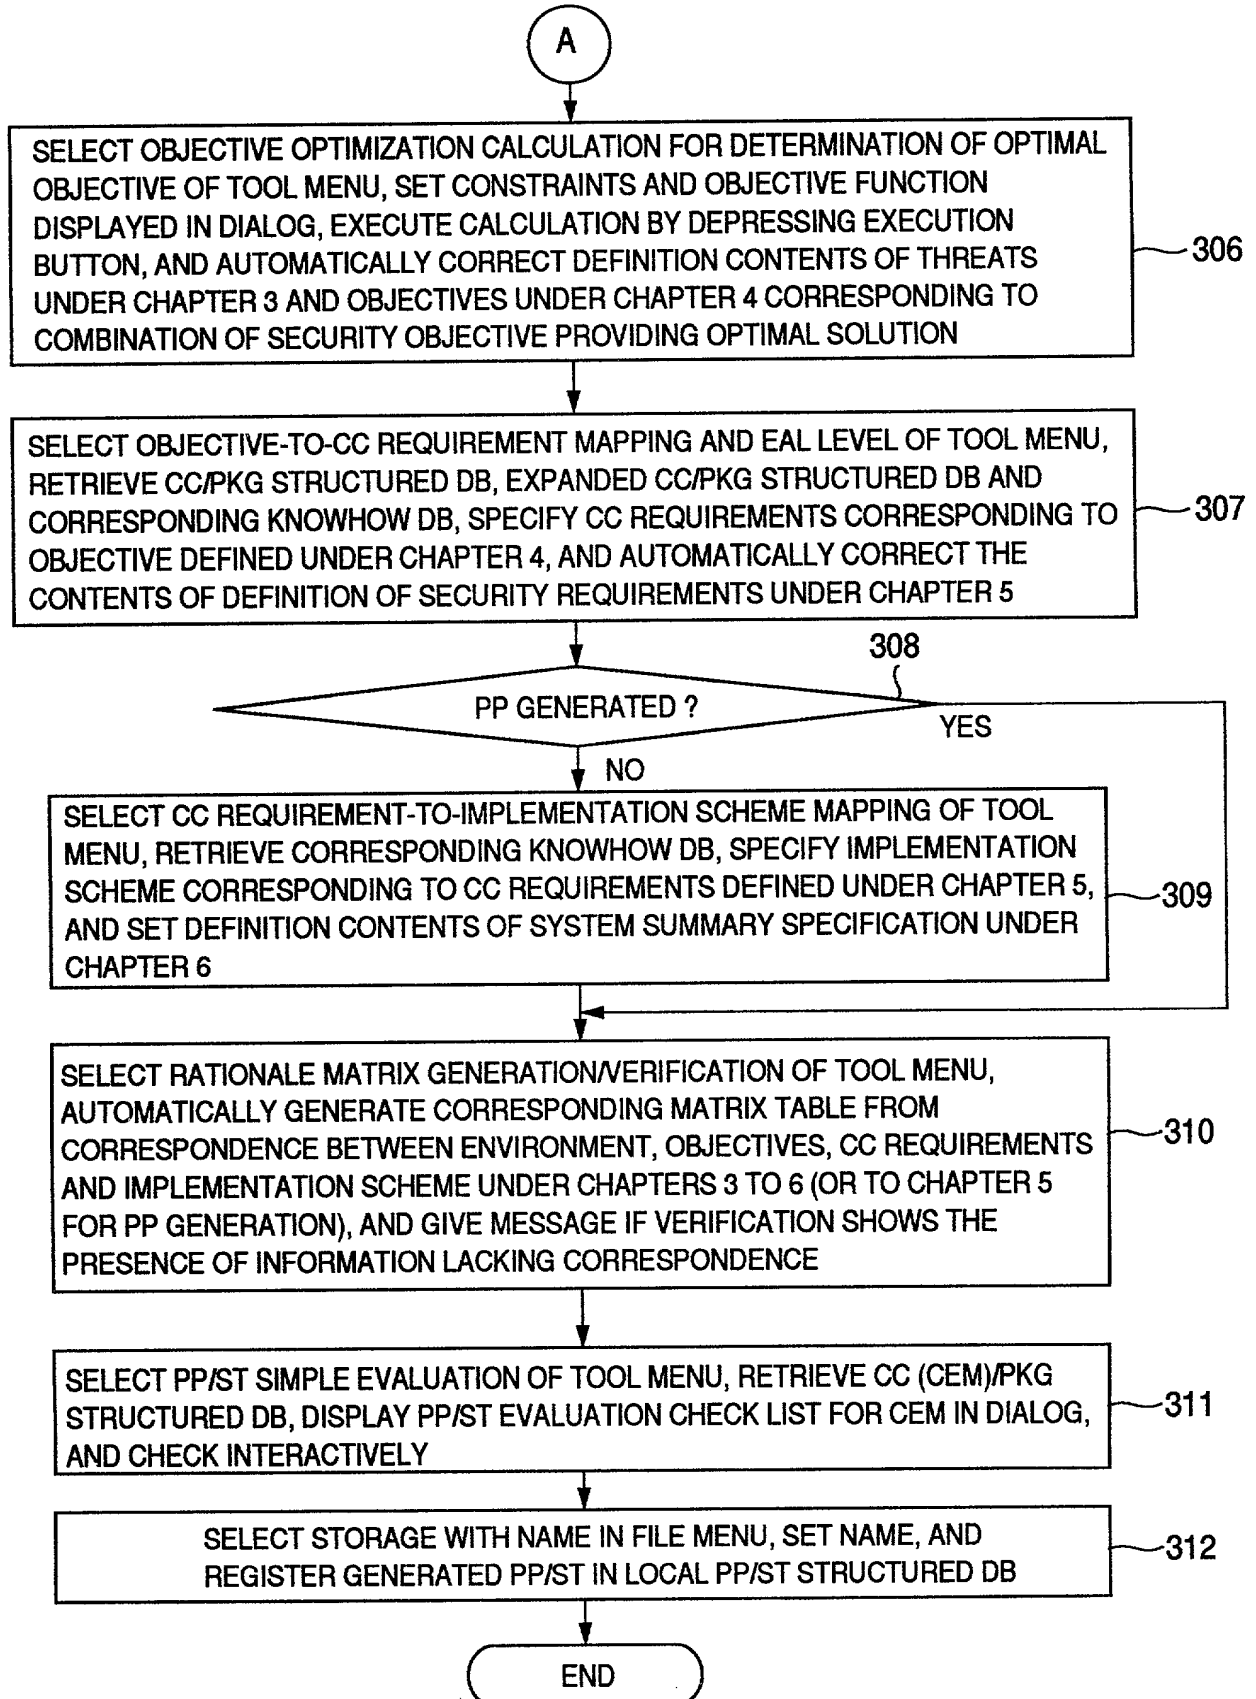 A
SELECT OBJECTIVE OPTIMIZATION CALCULATION FOR DETERMINATION OF OPTIMAL
OBJECTIVE OF TOOL MENU, SET CONSTRAINTS AND OBJECTIVE FUNCTION
DISPLAYED IN DIALOG, EXECUTE CALCULATION BY DEPRESSING EXECUTION
BUTTON, AND AUTOMATICALLY CORRECT DEFINITION CONTENTS OF THREATS
UNDER CHAPTER 3 AND OBJECTIVES UNDER CHAPTER 4 CORRESPONDING TO
COMBINATION OF SECURITY OBJECTIVE PROVIDING OPTIMAL SOLUTION
306
SELECT OBJECTIVE-TO-CC REQUIREMENT MAPPING AND EAL LEVEL OF TOOL MENU,
RETRIEVE CC/PKG STRUCTURED DB, EXPANDED CC/PKG STRUCTURED DB AND
CORRESPONDING KNOWHOW DB, SPECIFY CC REQUIREMENTS CORRESPONDING TO
OBJECTIVE DEFINED UNDER CHAPTER 4, AND AUTOMATICALLY CORRECT THE
CONTENTS OF DEFINITION OF SECURITY REQUIREMENTS UNDER CHAPTER 5
307
308
PP GENERATED ?
YES
NO
SELECT CC REQUIREMENT-TO-IMPLEMENTATION SCHEME MAPPING OF TOOL
MENU, RETRIEVE CORRESPONDING KNOWHOW DB, SPECIFY IMPLEMENTATION
SCHEME CORRESPONDING TO CC REQUIREMENTS DEFINED UNDER CHAPTER 5,
AND SET DEFINITION CONTENTS OF SYSTEM SUMMARY SPECIFICATION UNDER
CHAPTER 6
309
SELECT RATIONALE MATRIX GENERATION/VERIFICATION OF TOOL MENU,
AUTOMATICALLY GENERATE CORRESPONDING MATRIX TABLE FROM
CORRESPONDENCE BETWEEN ENVIRONMENT, OBJECTIVES, CC REQUIREMENTS
AND IMPLEMENTATION SCHEME UNDER CHAPTERS 3 TO 6 (OR TO CHAPTER 5
FOR PP GENERATION), AND GIVE MESSAGE IF VERIFICATION SHOWS THE
PRESENCE OF INFORMATION LACKING CORRESPONDENCE
310
SELECT PP/ST SIMPLE EVALUATION OF TOOL MENU, RETRIEVE CC (CEM)/PKG
STRUCTURED DB, DISPLAY PP/ST EVALUATION CHECK LIST FOR CEM IN DIALOG,
AND CHECK INTERACTIVELY
311
SELECT STORAGE WITH NAME IN FILE MENU, SET NAME, AND
REGISTER GENERATED PP/ST IN LOCAL PP/ST STRUCTURED DB
312
END